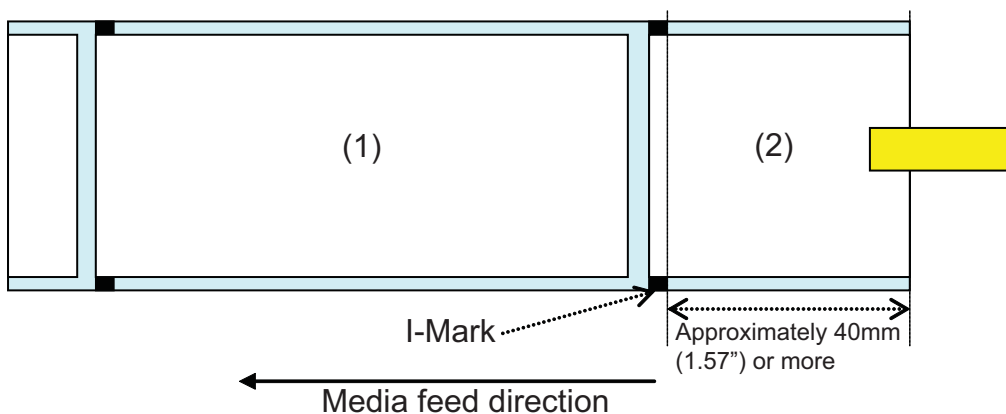 (1)
(2)
I-Mark
Approximately 40mm
(1.57”) or more
Media feed direction